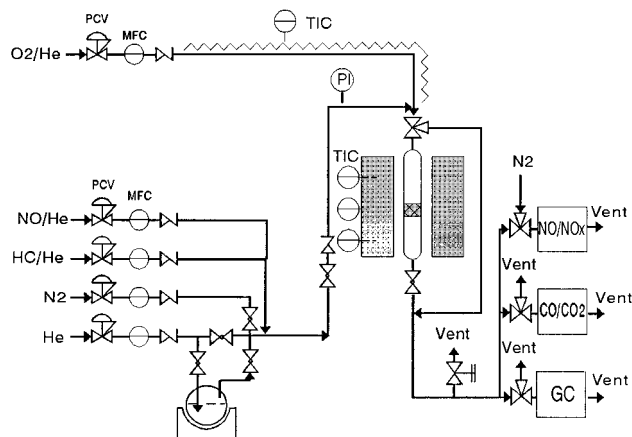 PCV
MFC
TIC
O2/He
PI
TIC
N2
PCV
MFC
NO/He
NO/NOx
Vent
HC/He
Vent
N2
CO/CO2
Vent
He
Vent
Vent
GC
Vent